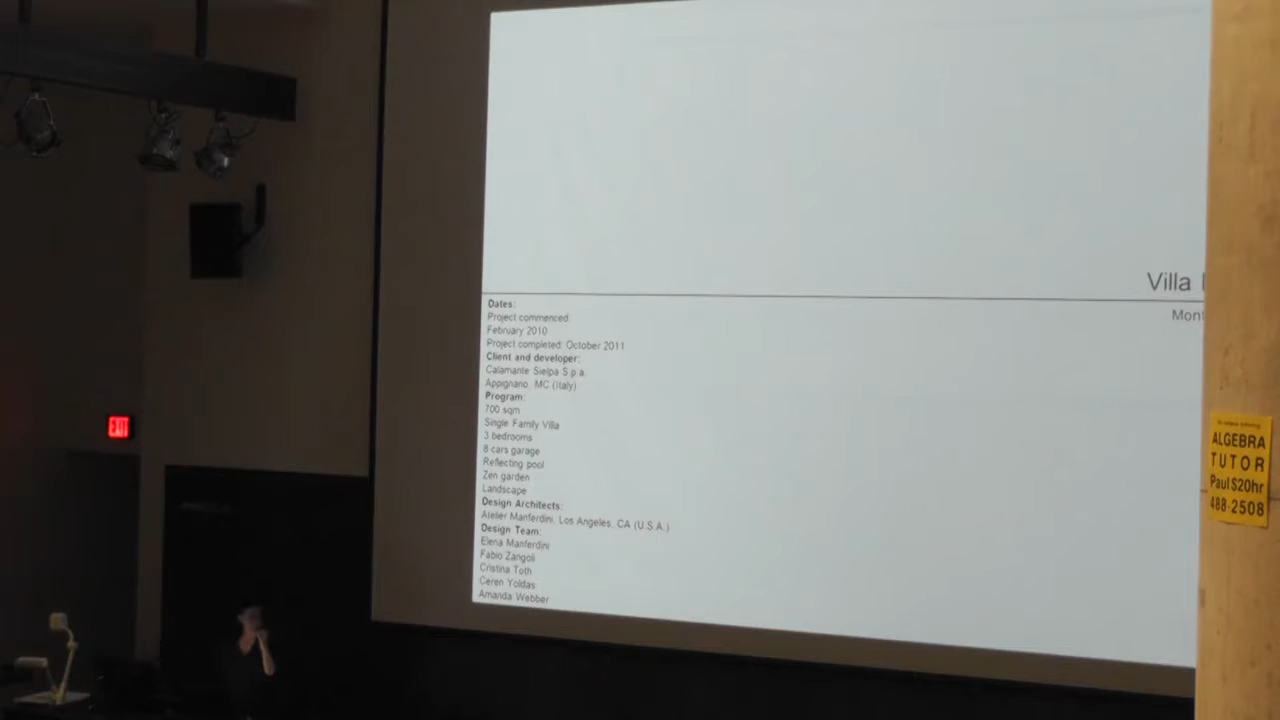 Villa
Mont
Dates:
Project commenced:
February 2010
Project completed: October 2011
Client and developer:
Calamante Sielpa S.p.a.
Appignano, MC (Italy)
Program:
700 sqm
Single Family Villa
3 bedrooms
8 cars garage
Reflecting pool
Zen garden
Landscape
Design Architects:
Atelier Manferdini, Los Angeles, CA (U.S.A.)
Design Team:
Elena Manferdini
Fabio Zangoli
Cristina Toth
Ceren Yoldas
Amanda Webber
EXIT
ALGEBRA
TUTOR
Paul $20hr
488-2508